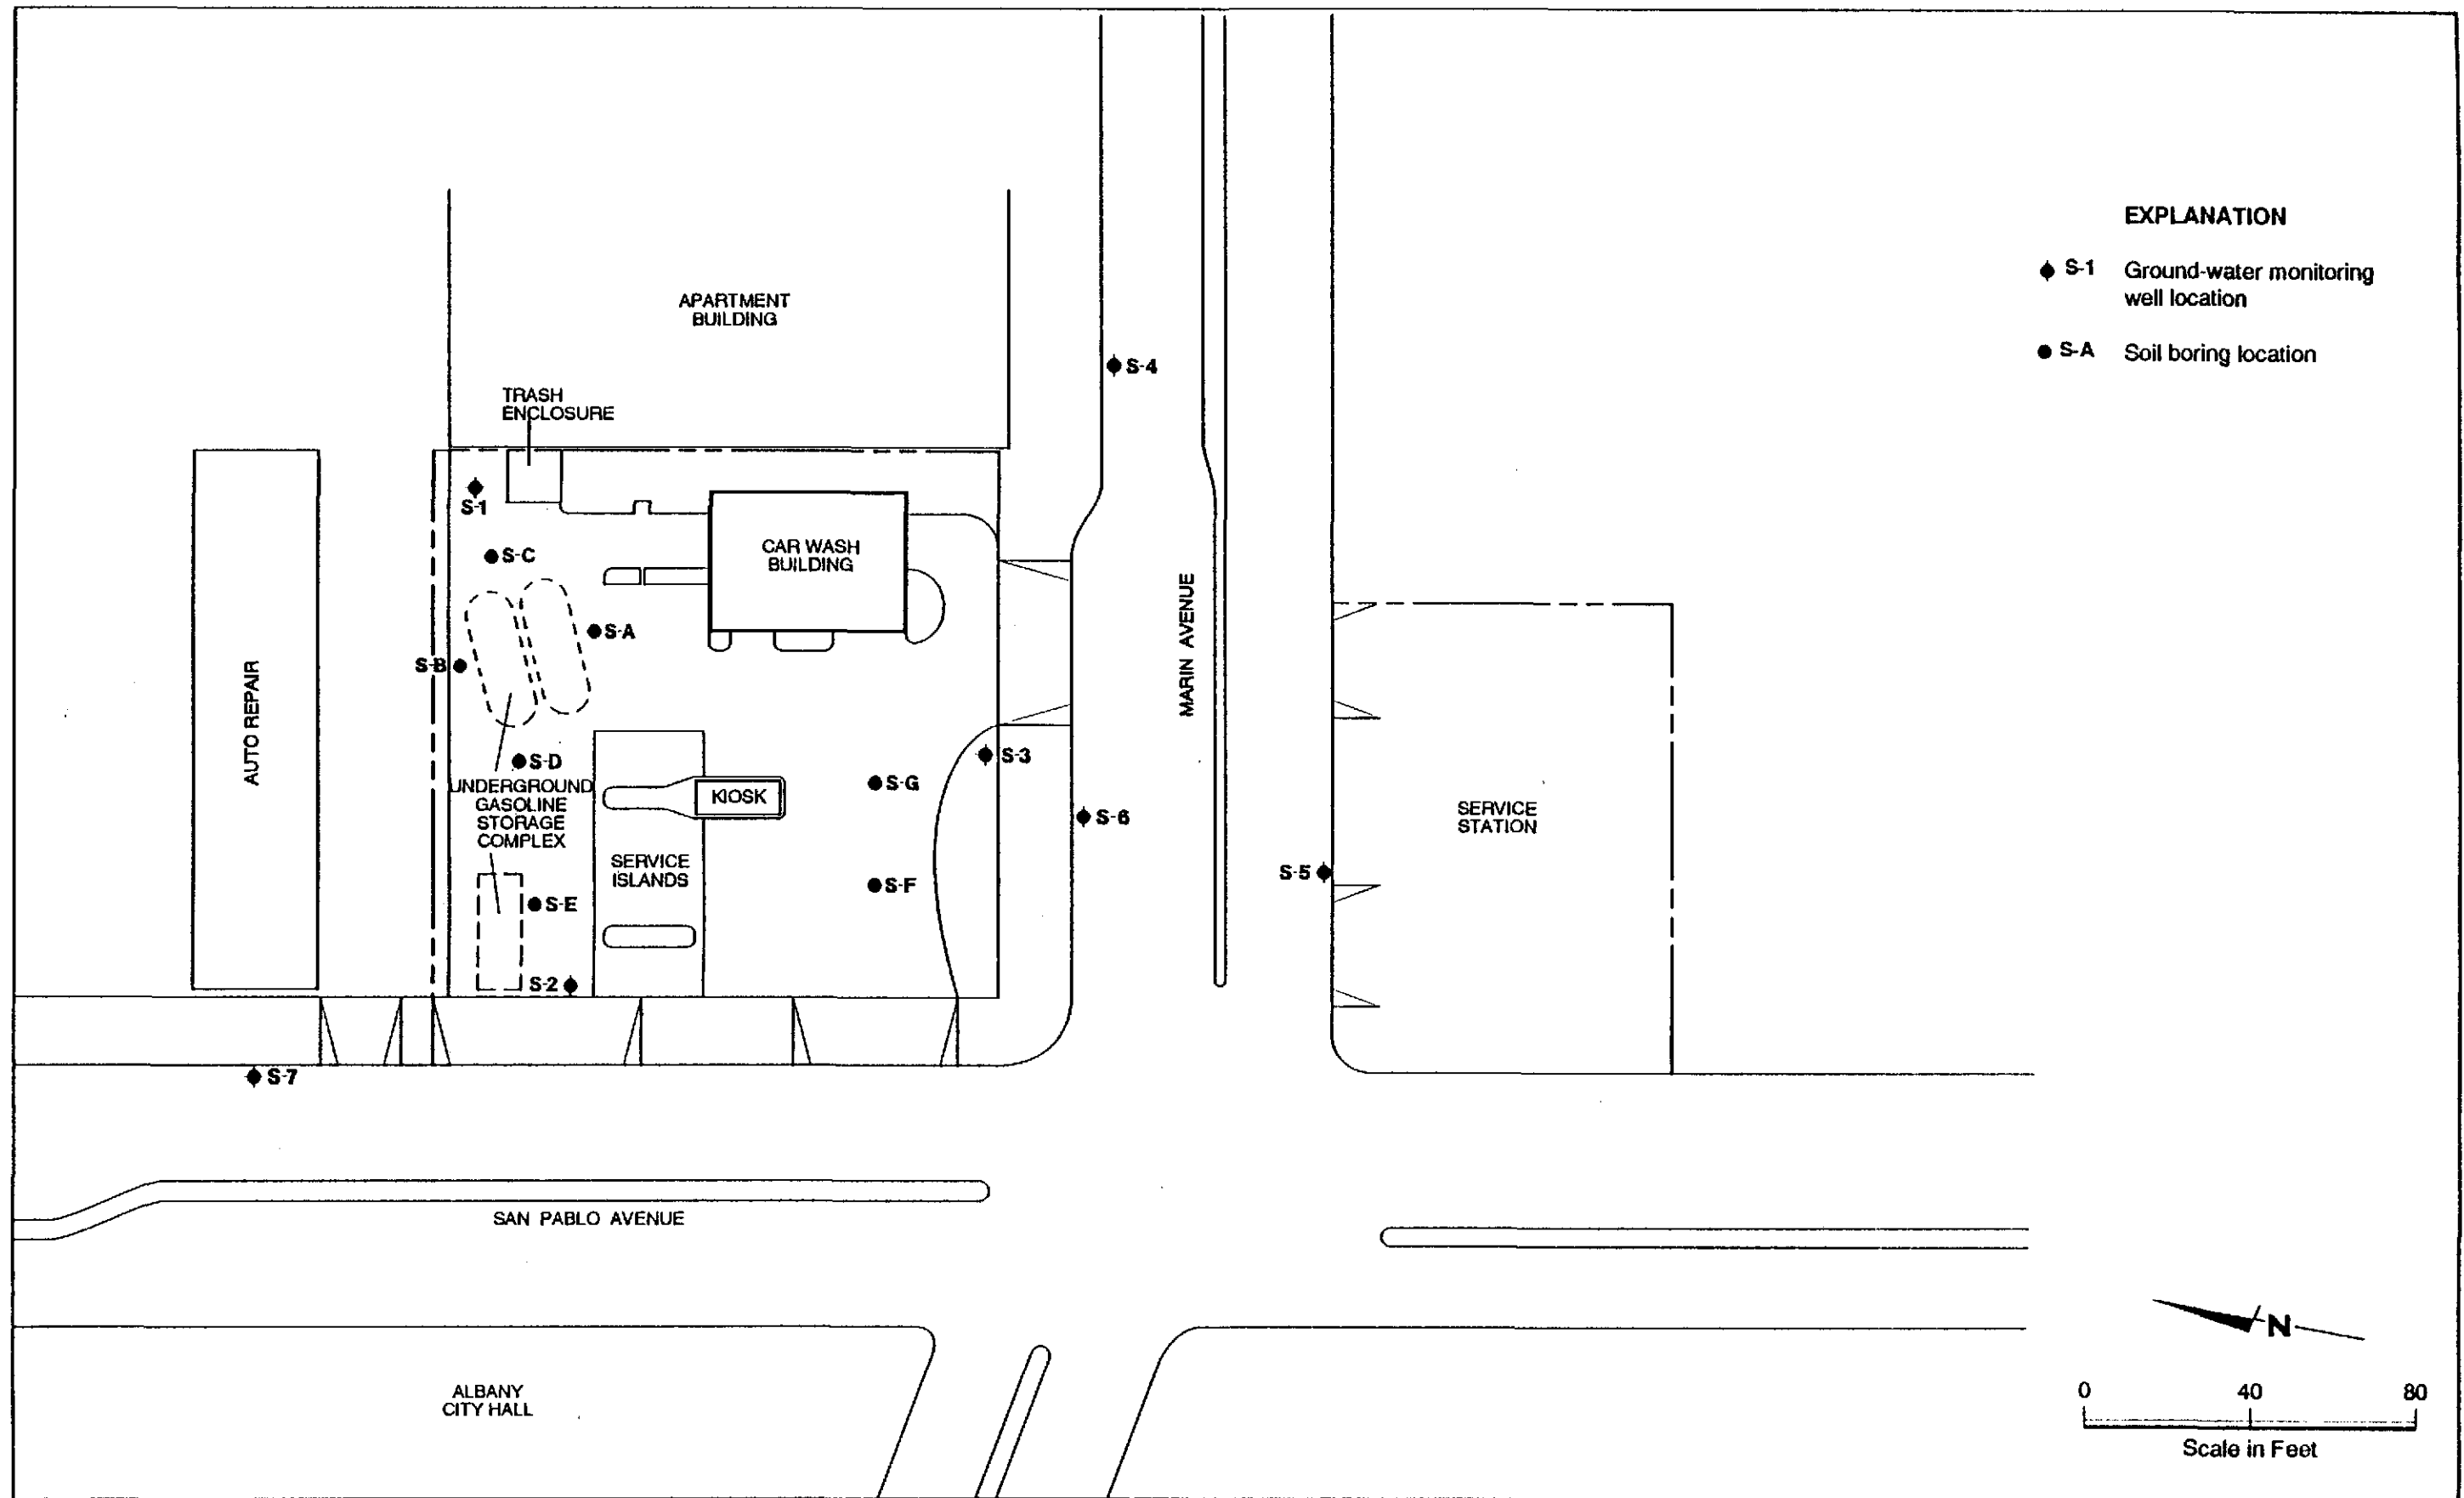 EXPLANATION
S-1 Ground-water monitoring
well location
S-A Soil boring location
APARTMENT
BUILDING
S-4
TRASH
ENCLOSURE
S-1
S-C
CAR WASH
BUILDING
S-A
S-B
MARIN AVENUE
AUTO REPAIR
S-D
S-3
UNDERGROUND
GASOLINE
STORAGE
COMPLEX
KIOSK
S-G
S-6
SERVICE
STATION
SERVICE
ISLANDS
S-5
S-F
S-E
S-2
S-7
SAN PABLO AVENUE
N
ALBANY
CITY HALL
0 40 80
Scale in Feet